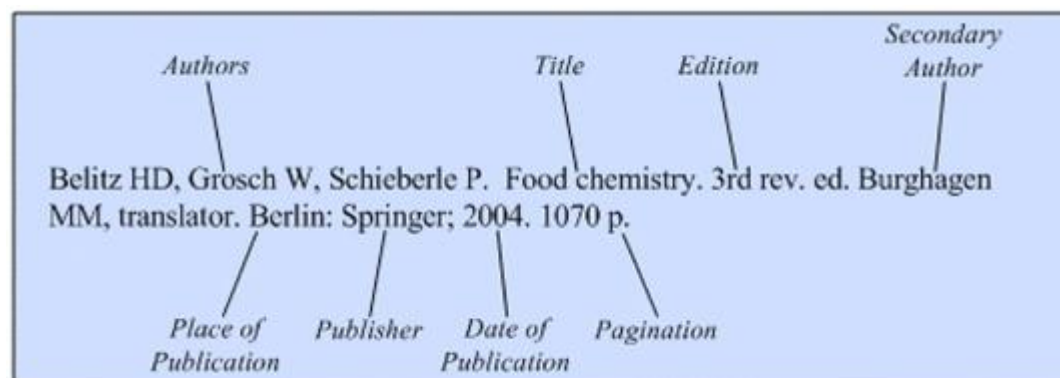 Secondary
Authors Title Edition Author
Belitz HD, Grosch W, Schieberle P. Food chemistry. 3rd rev. ed. Burghagen
MM, translator. Berlin: Springer; 2004. 1070 p.
Place of Publisher Date of Pagination
Publication Publication